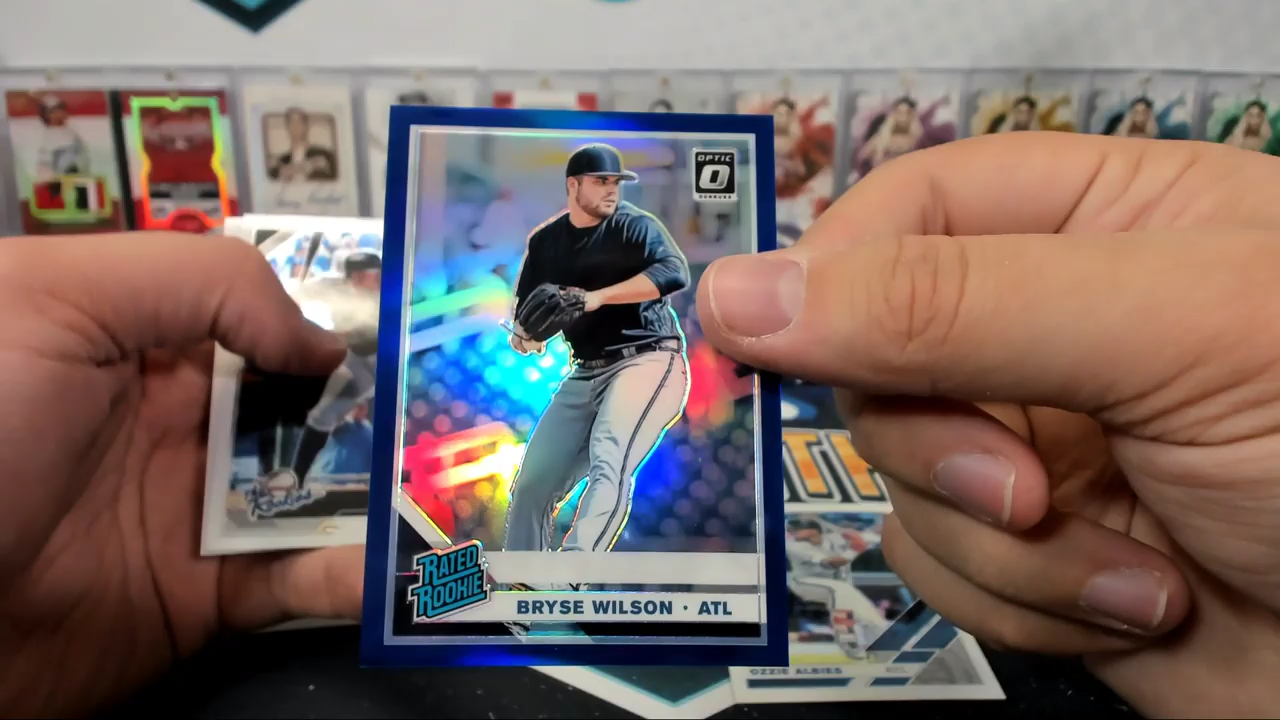 OPTIC
DONRUSS
RATED
ROOKIE
BRYSE WILSON · ATL
OZZIE ALBIES